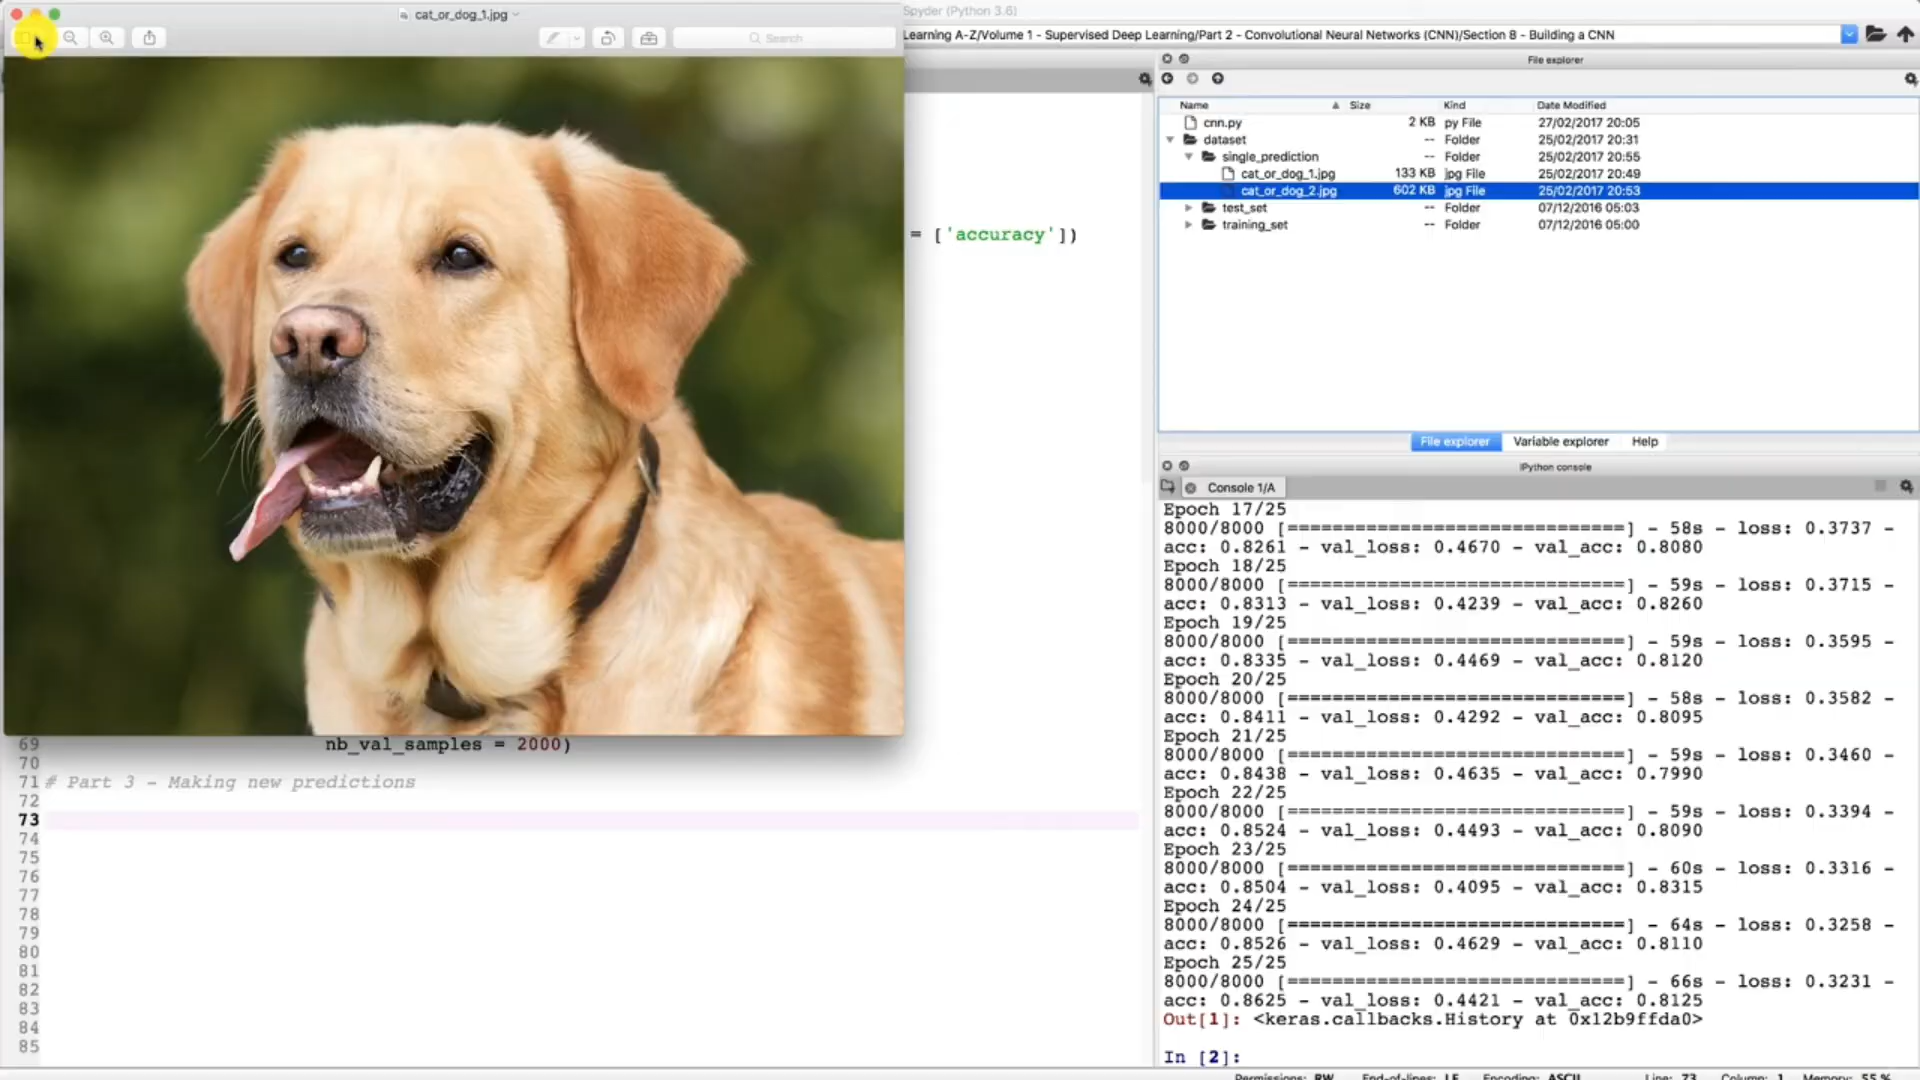 cat_or_dog_1.jpg
Search
Spyder (Python 3.6)
Learning A-Z/Volume 1 - Supervised Deep Learning/Part 2 - Convolutional Neural Networks (CNN)/Section 8 - Building a CNN
= ['accuracy'])
69 nb_val_samples = 2000)
70
71 # Part 3 - Making new predictions
72
73
74
75
76
77
78
79
80
81
82
83
84
85
File explorer
Name Size Kind Date Modified
cnn.py 2 KB py File 27/02/2017 20:05
dataset -- Folder 25/02/2017 20:31
single_prediction -- Folder 25/02/2017 20:55
cat_or_dog_1.jpg 133 KB jpg File 25/02/2017 20:49
cat_or_dog_2.jpg 602 KB jpg File 25/02/2017 20:53
test_set -- Folder 07/12/2016 05:03
training_set -- Folder 07/12/2016 05:00
File explorer Variable explorer Help
IPython console
Console 1/A
Epoch 17/25
8000/8000 [==============================] - 58s - loss: 0.3737 -
acc: 0.8261 - val_loss: 0.4670 - val_acc: 0.8080
Epoch 18/25
8000/8000 [==============================] - 59s - loss: 0.3715 -
acc: 0.8313 - val_loss: 0.4239 - val_acc: 0.8260
Epoch 19/25
8000/8000 [==============================] - 59s - loss: 0.3595 -
acc: 0.8335 - val_loss: 0.4469 - val_acc: 0.8120
Epoch 20/25
8000/8000 [==============================] - 58s - loss: 0.3582 -
acc: 0.8411 - val_loss: 0.4292 - val_acc: 0.8095
Epoch 21/25
8000/8000 [==============================] - 59s - loss: 0.3460 -
acc: 0.8438 - val_loss: 0.4635 - val_acc: 0.7990
Epoch 22/25
8000/8000 [==============================] - 59s - loss: 0.3394 -
acc: 0.8524 - val_loss: 0.4493 - val_acc: 0.8090
Epoch 23/25
8000/8000 [==============================] - 60s - loss: 0.3316 -
acc: 0.8504 - val_loss: 0.4095 - val_acc: 0.8315
Epoch 24/25
8000/8000 [==============================] - 64s - loss: 0.3258 -
acc: 0.8526 - val_loss: 0.4629 - val_acc: 0.8110
Epoch 25/25
8000/8000 [==============================] - 66s - loss: 0.3231 -
acc: 0.8625 - val_loss: 0.4421 - val_acc: 0.8125
Out[1]: <keras.callbacks.History at 0x12b9ffda0>
In [2]:
Permissions: RW End-of-lines: LF Encoding: ASCII Line: 73 Column: 1 Memory: 55 %